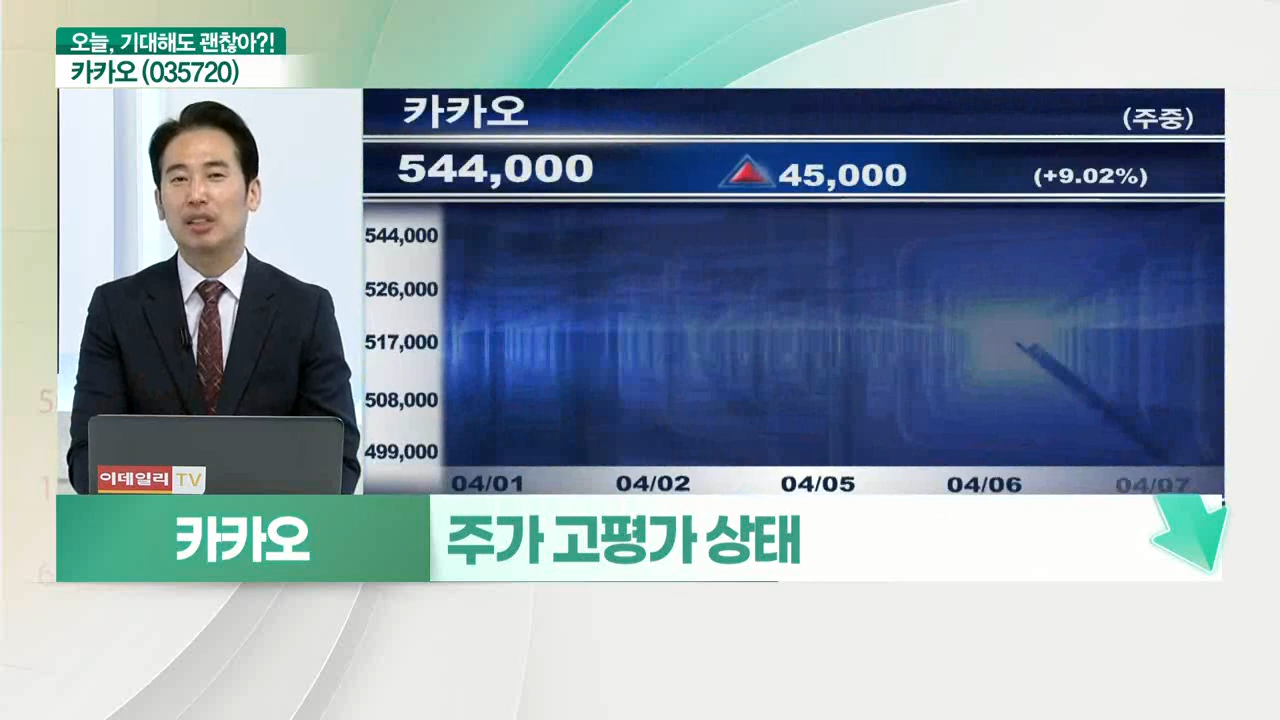 오늘, 기대해도 괜찮아?!
카카오 (035720)
카카오
(주중)
544,000 45,000 (+9.02%)
544,000
526,000
517,000
508,000
499,000
04/01 04/02 04/05 04/06 04/07
이데일리 TV
카카오 주가 고평가 상태